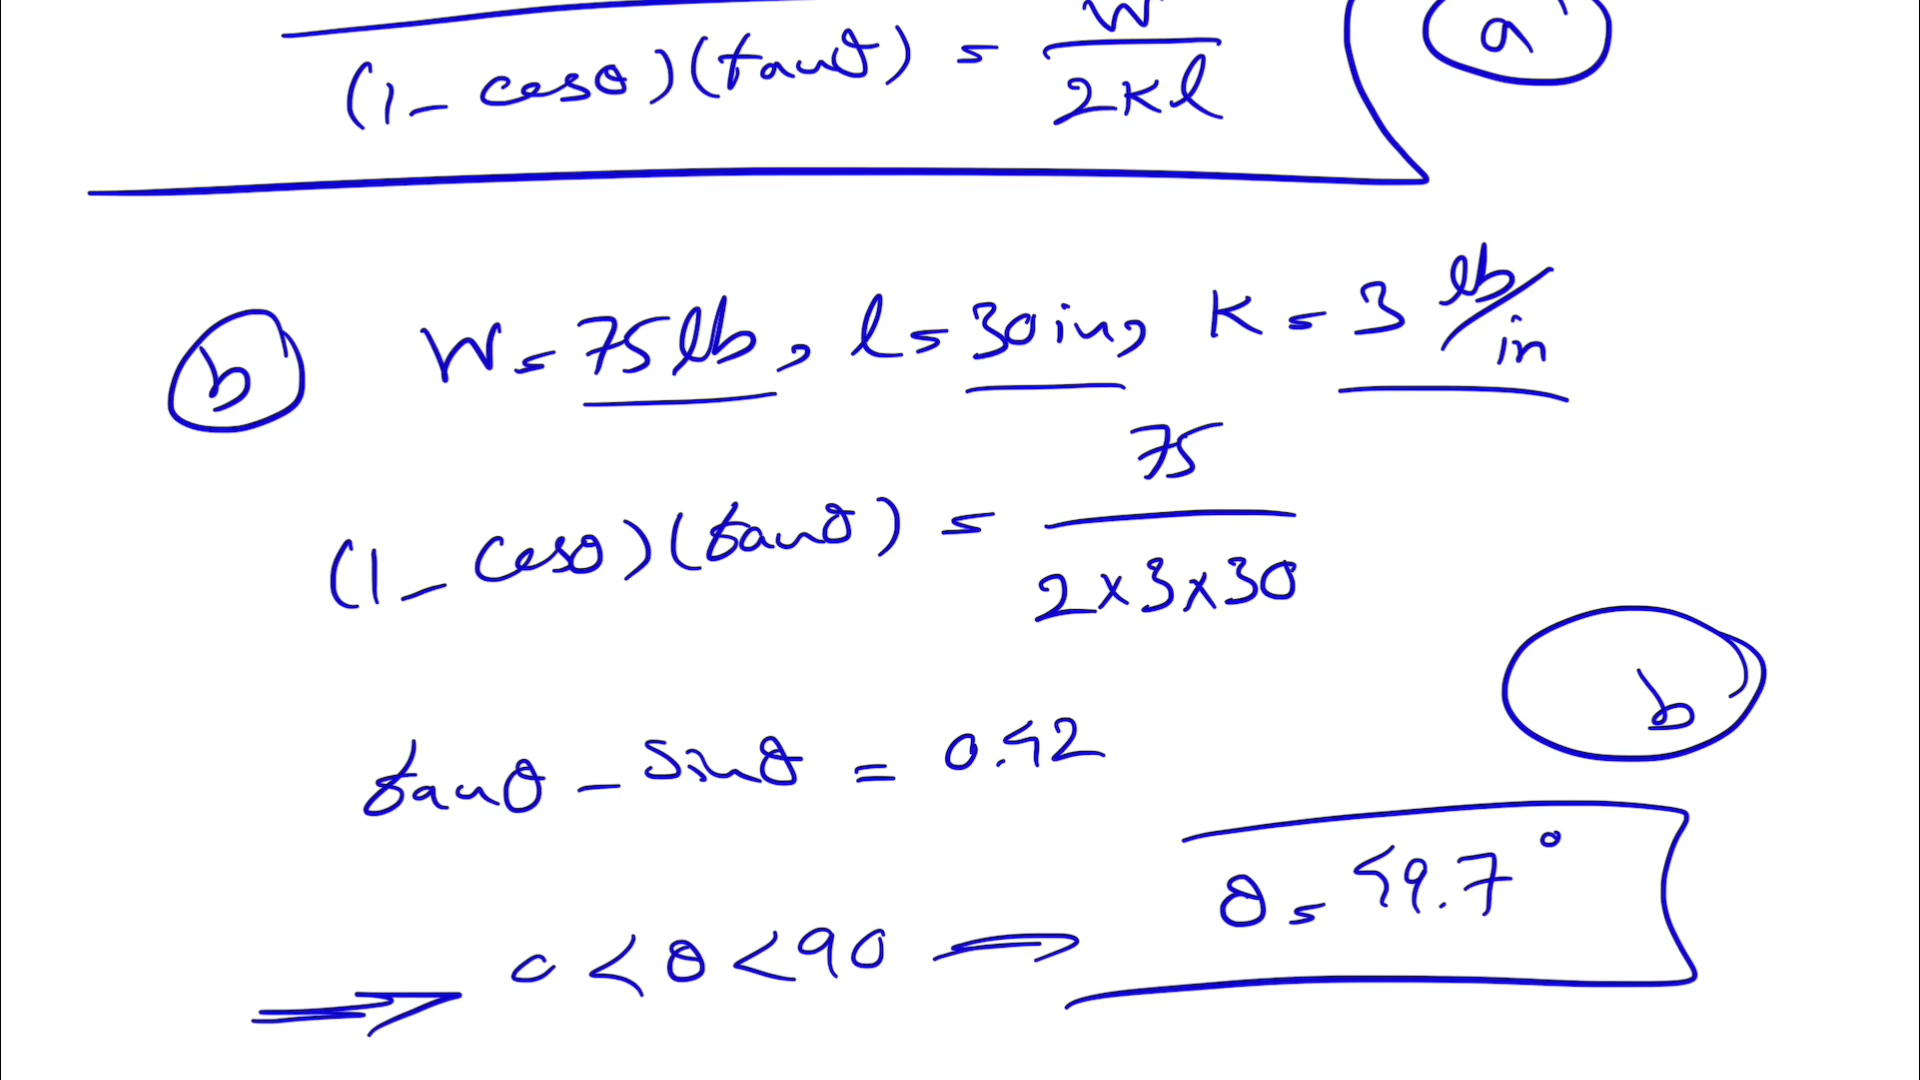 (1 - cosθ)(tanθ) = W / 2Kl
a
b W = 75 lb, l = 30 in, K = 3 lb/in
(1 - cosθ)(tanθ) = 75 / 2×3×30
b
tanθ - sinθ = 0.42
θ = 49.7°
⇒ 0 < θ < 90 ⇒